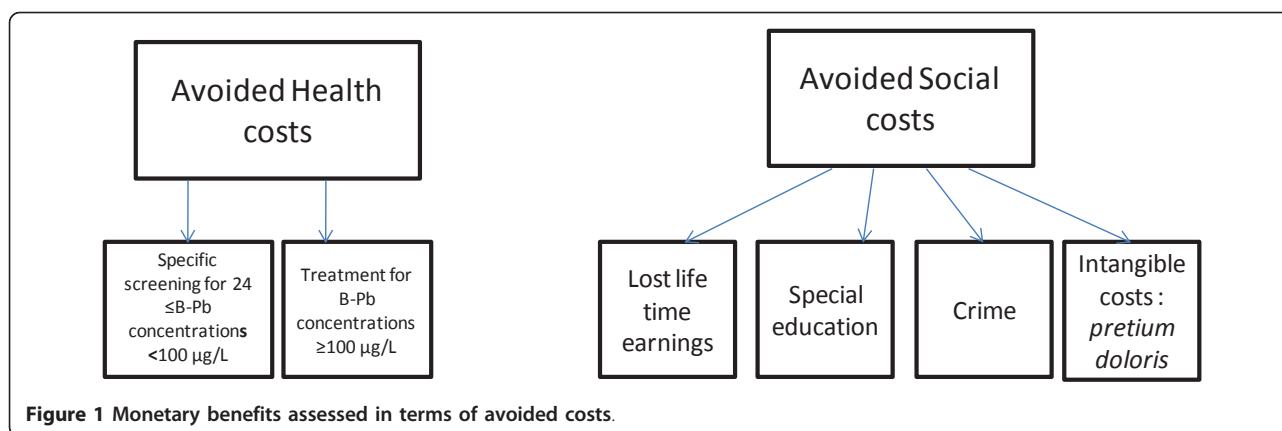 Avoided Health
costs
Avoided Social
costs
Specific
screening for 24
≤B-Pb
concentrations
<100 µg/L
Treatment for
B-Pb
concentrations
≥100 µg/L
Lost life
time
earnings
Special
education
Crime
Intangible
costs :
pretium
doloris
Figure 1 Monetary benefits assessed in terms of avoided costs.